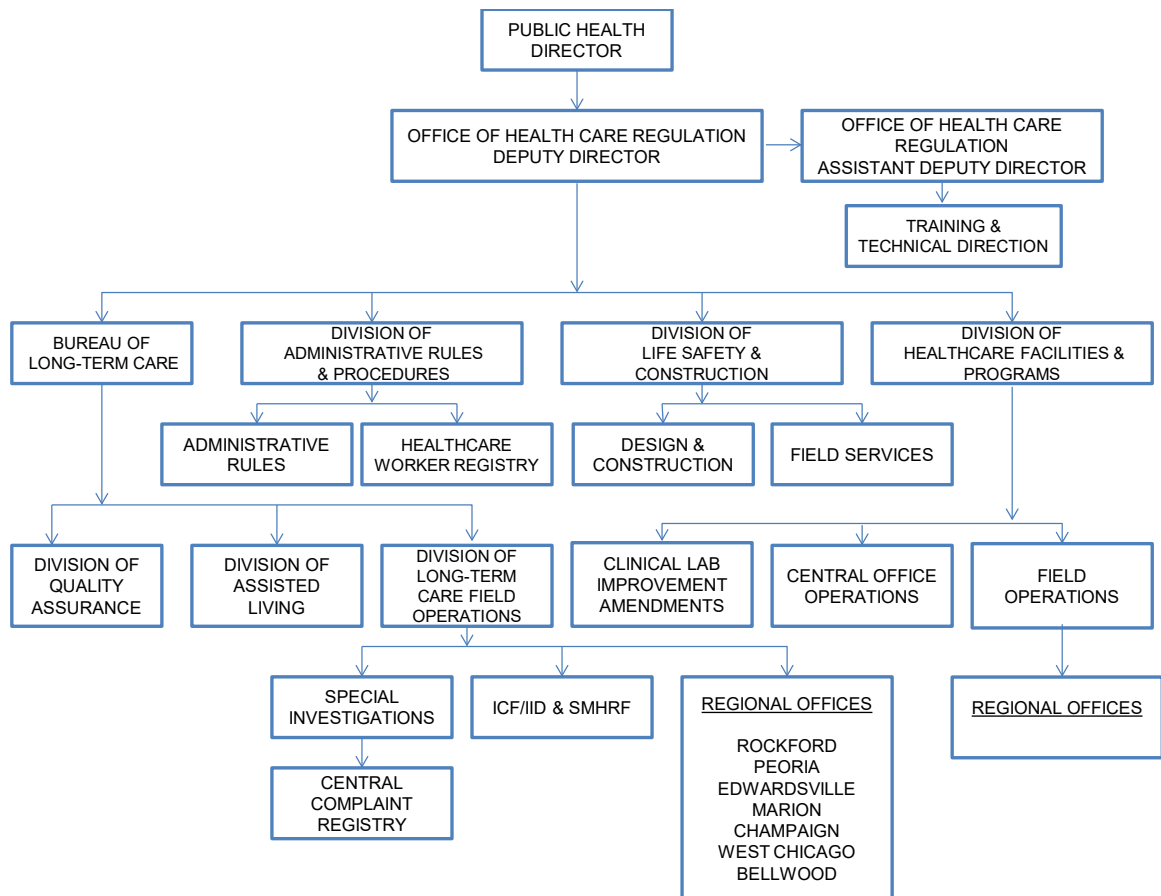 PUBLIC HEALTH
DIRECTOR
OFFICE OF HEALTH CARE REGULATION
DEPUTY DIRECTOR
OFFICE OF HEALTH CARE
REGULATION
ASSISTANT DEPUTY DIRECTOR
TRAINING &
TECHNICAL DIRECTION
BUREAU OF
LONG-TERM CARE
DIVISION OF
ADMINISTRATIVE RULES
& PROCEDURES
DIVISION OF
LIFE SAFETY &
CONSTRUCTION
DIVISION OF
HEALTHCARE FACILITIES &
PROGRAMS
ADMINISTRATIVE
RULES
HEALTHCARE
WORKER REGISTRY
DESIGN &
CONSTRUCTION
FIELD SERVICES
DIVISION OF
QUALITY
ASSURANCE
DIVISION OF
ASSISTED
LIVING
DIVISION OF
LONG-TERM
CARE FIELD
OPERATIONS
CLINICAL LAB
IMPROVEMENT
AMENDMENTS
CENTRAL OFFICE
OPERATIONS
FIELD
OPERATIONS
SPECIAL
INVESTIGATIONS
ICF/IID & SMHRF
REGIONAL OFFICES
ROCKFORD
PEORIA
EDWARDSVILLE
MARION
CHAMPAIGN
WEST CHICAGO
BELLWOOD
REGIONAL OFFICES
CENTRAL
COMPLAINT
REGISTRY